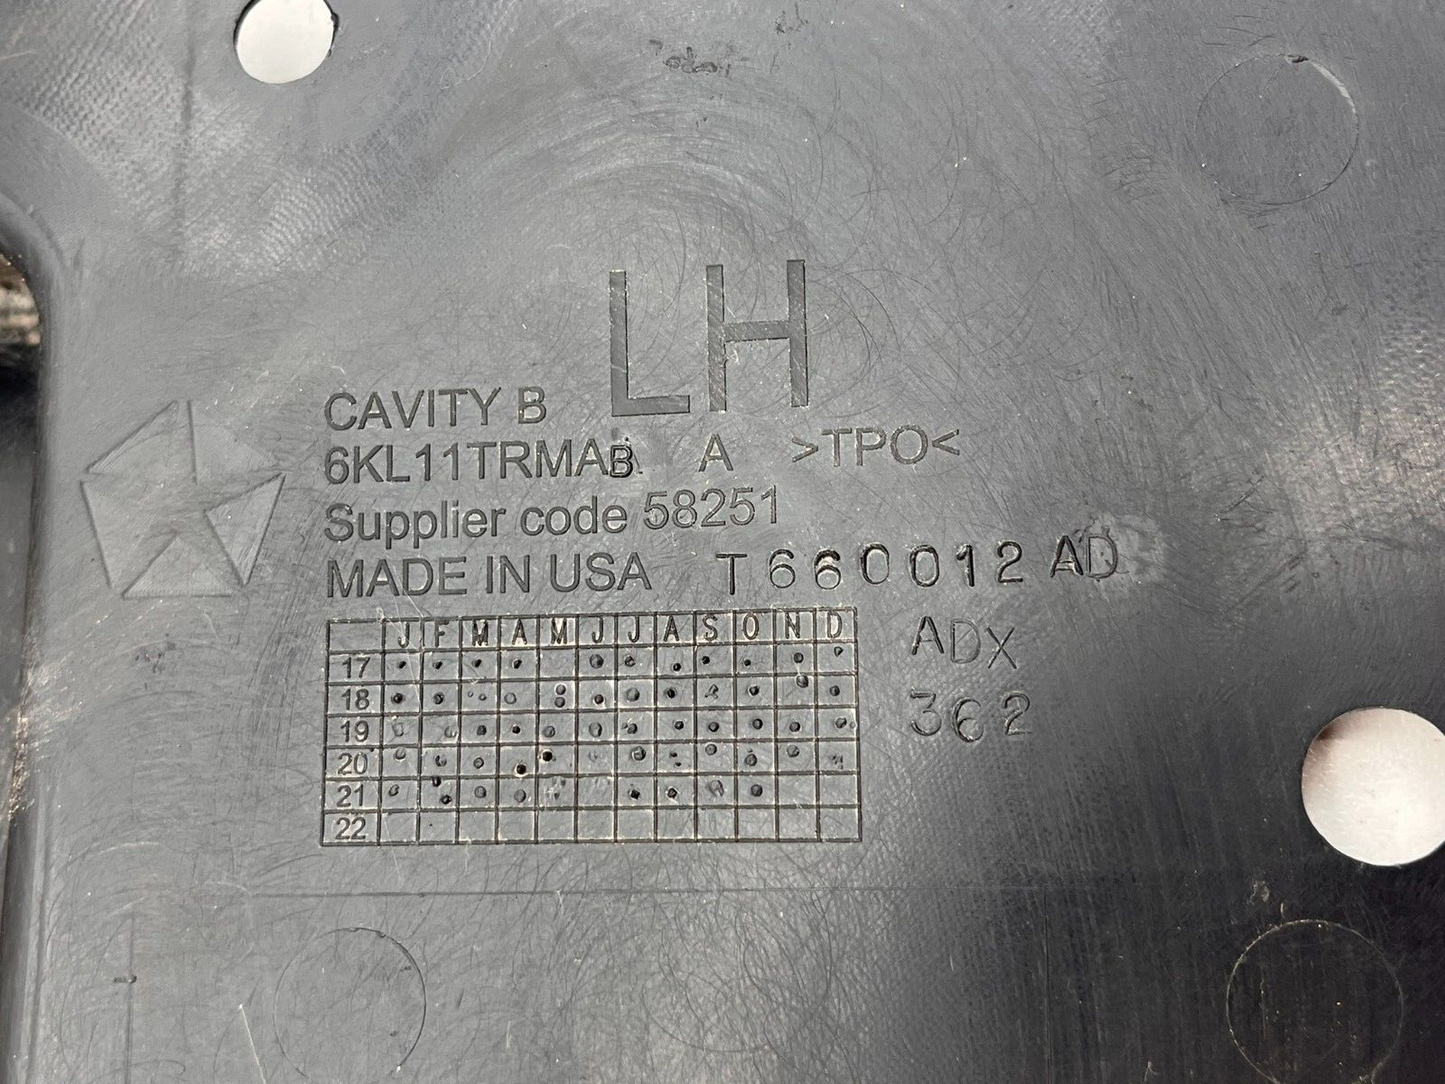 LH
CAVITY B
6KL11TRMAB A >TPO<
Supplier code 58251
MADE IN USA T660012 AD
J F M A M J J A S O N D
ADX
17
18
362
19
20
21
22